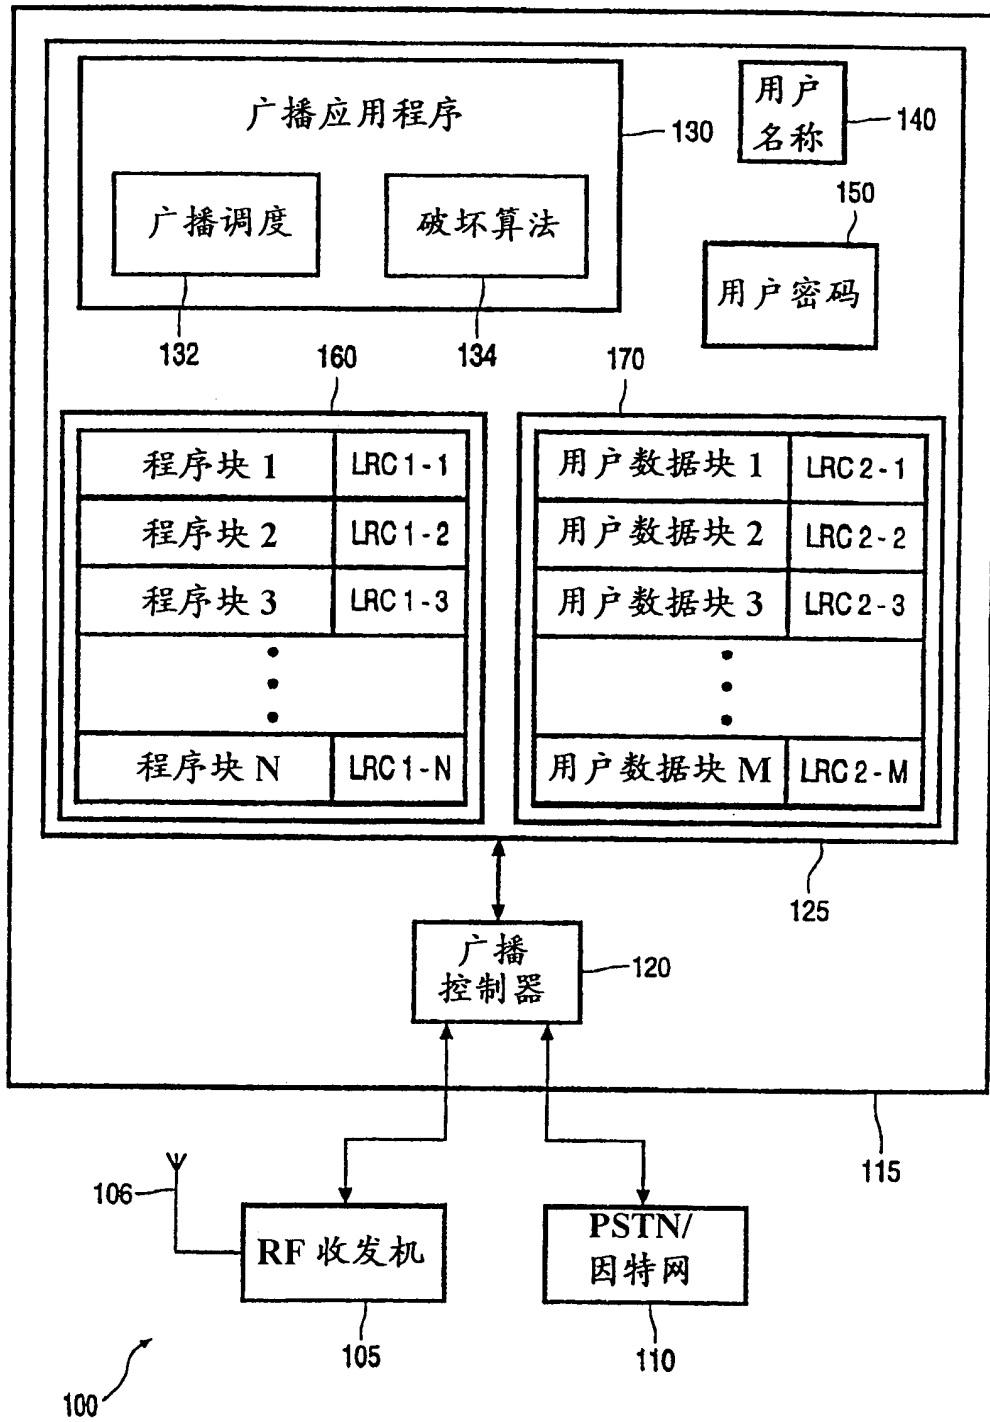 广播应用程序
广播调度
破坏算法
132
134
130
用户
名称
140
150
用户密码
160
程序块 1
LRC 1 - 1
程序块 2
LRC 1 - 2
程序块 3
LRC 1 - 3
程序块 N
LRC 1 - N
170
用户数据块 1
LRC 2 - 1
用户数据块 2
LRC 2 - 2
用户数据块 3
LRC 2 - 3
用户数据块 M
LRC 2 - M
125
广播
控制器
120
115
106
RF 收发机
105
PSTN/
因特网
110
100